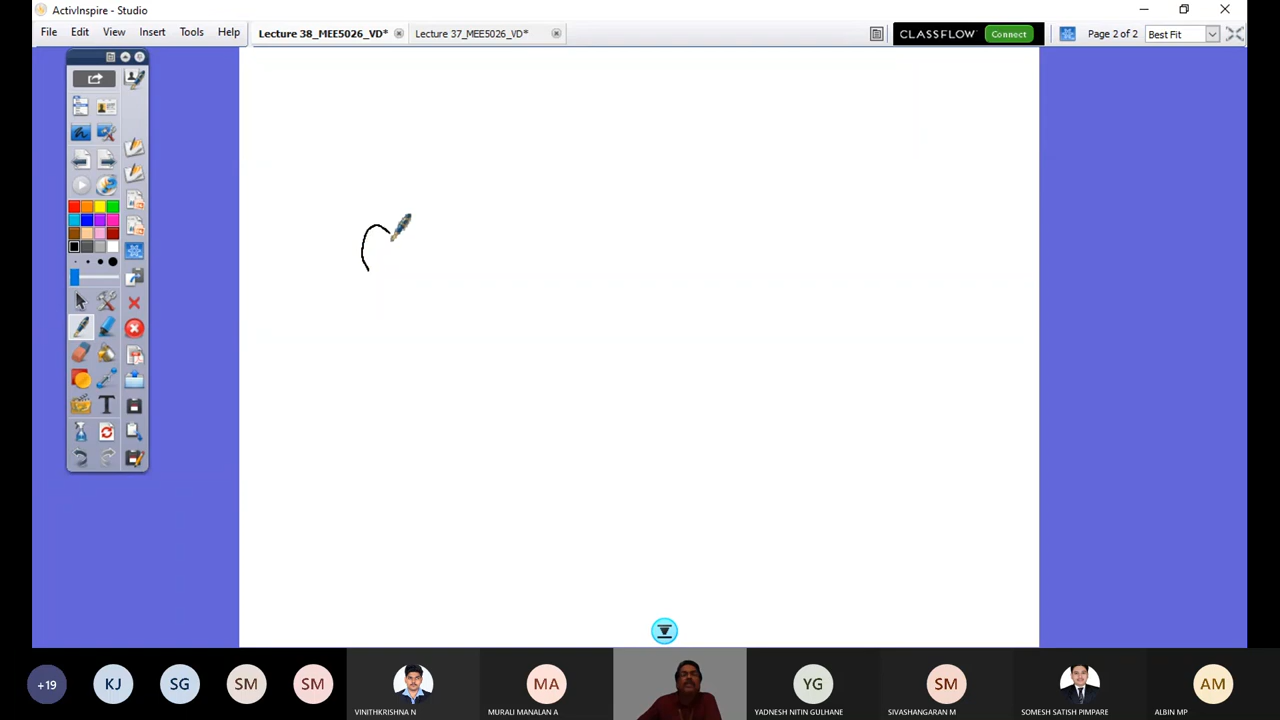 ActivInspire - Studio
File Edit View Insert Tools Help
Lecture 38_MEE5026_VD*
Lecture 37_MEE5026_VD*
CLASSFLOW
Connect
Page 2 of 2
Best Fit
T
+19
KJ
SG
SM
SM
MA
YG
SM
AM
VINITHKRISHNA N
MURALI MANALAN A
YADNESH NITIN GULHANE
SIVASHANGARAN M
SOMESH SATISH PIMPARE
ALBIN MP